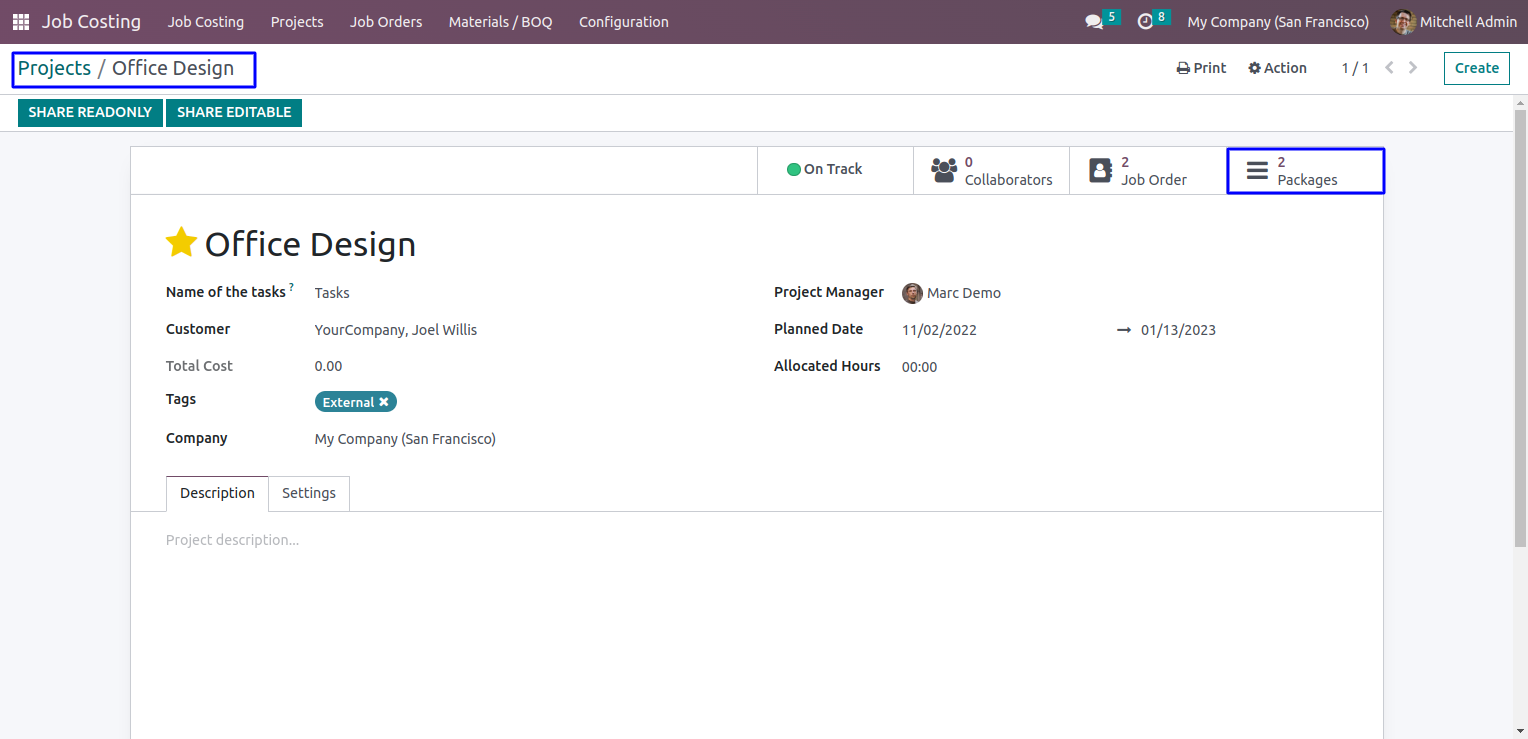 Job Costing Job Costing Projects Job Orders Materials / BOQ Configuration 5 8 My Company (San Francisco) Mitchell Admin
Projects / Office Design Print Action 1 / 1 Create
SHARE READONLY SHARE EDITABLE
On Track
0
Collaborators
2
Job Order
2
Packages
Office Design
Name of the tasks ? Tasks
Customer YourCompany, Joel Willis
Total Cost 0.00
Tags External ✖
Company My Company (San Francisco)
Project Manager Marc Demo
Planned Date 11/02/2022 → 01/13/2023
Allocated Hours 00:00
Description Settings
Project description...